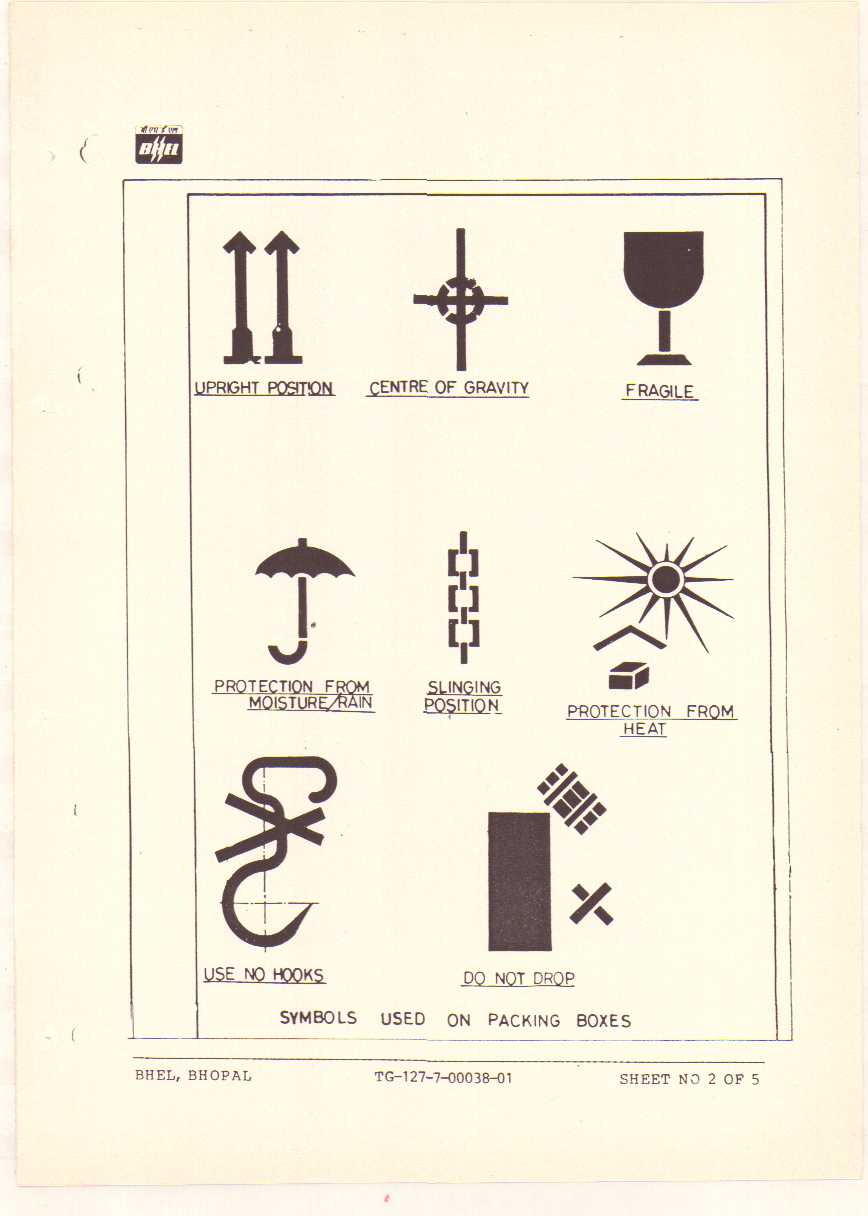 बी एच ई एल
BHEL
UPRIGHT POSITION
CENTRE OF GRAVITY
FRAGILE
PROTECTION FROM
MOISTURE/RAIN
SLINGING
POSITION
PROTECTION FROM
HEAT
USE NO HOOKS
DO NOT DROP
SYMBOLS USED ON PACKING BOXES
BHEL, BHOPAL TG-127-7-00038-01 SHEET NO 2 OF 5